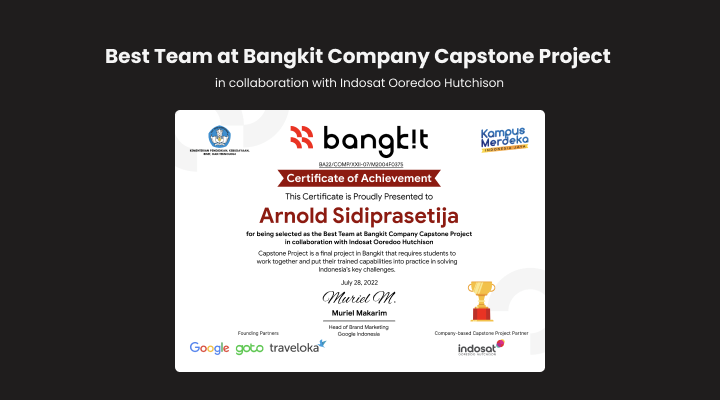 Best Team at Bangkit Company Capstone Project
in collaboration with Indosat Ooredoo Hutchison
KEMENTERIAN PENDIDIKAN, KEBUDAYAAN,
RISET, DAN TEKNOLOGI
bangk!t
Kampus
Merdeka
INDONESIA JAYA
BA22/COMP/XXII-07/M2004F0375
Certificate of Achievement
This Certificate is Proudly Presented to
Arnold Sidiprasetija
for being selected as the Best Team at Bangkit Company Capstone Project
in collaboration with Indosat Ooredoo Hutchison
Capstone Project is a final project in Bangkit that requires students to
work together and put their trained capabilities into practice in solving
Indonesia's key challenges.
July 28, 2022
Muriel M.
Muriel Makarim
Head of Brand Marketing
Google Indonesia
Founding Partners
Google goto traveloka
Company-based Capstone Project Partner
indosat
OOREDOO HUTCHISON